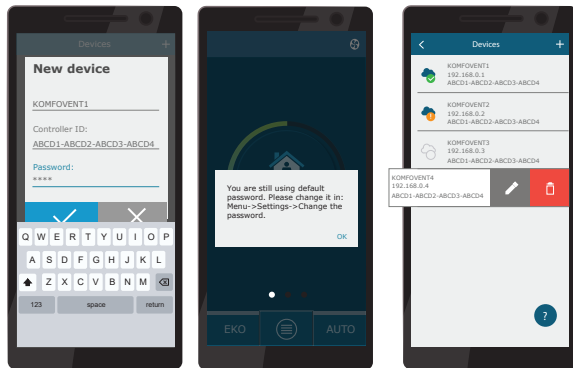 Devices +
New device
KOMFOVENT1
Controller ID:
ABCD1-ABCD2-ABCD3-ABCD4
Password:
****
Q W E R T Y U I O P
A S D F G H J K L
Z X C V B N M
123 space return
You are still using default
password. Please change it in:
Menu->Settings->Change the
password.
OK
EKO AUTO
< Devices +
KOMFOVENT1
192.168.0.1
ABCD1-ABCD2-ABCD3-ABCD4
KOMFOVENT2
192.168.0.2
ABCD1-ABCD2-ABCD3-ABCD4
KOMFOVENT3
192.168.0.3
ABCD1-ABCD2-ABCD3-ABCD4
KOMFOVENT4
192.168.0.4
ABCD1-ABCD2-ABCD3-ABCD4
?